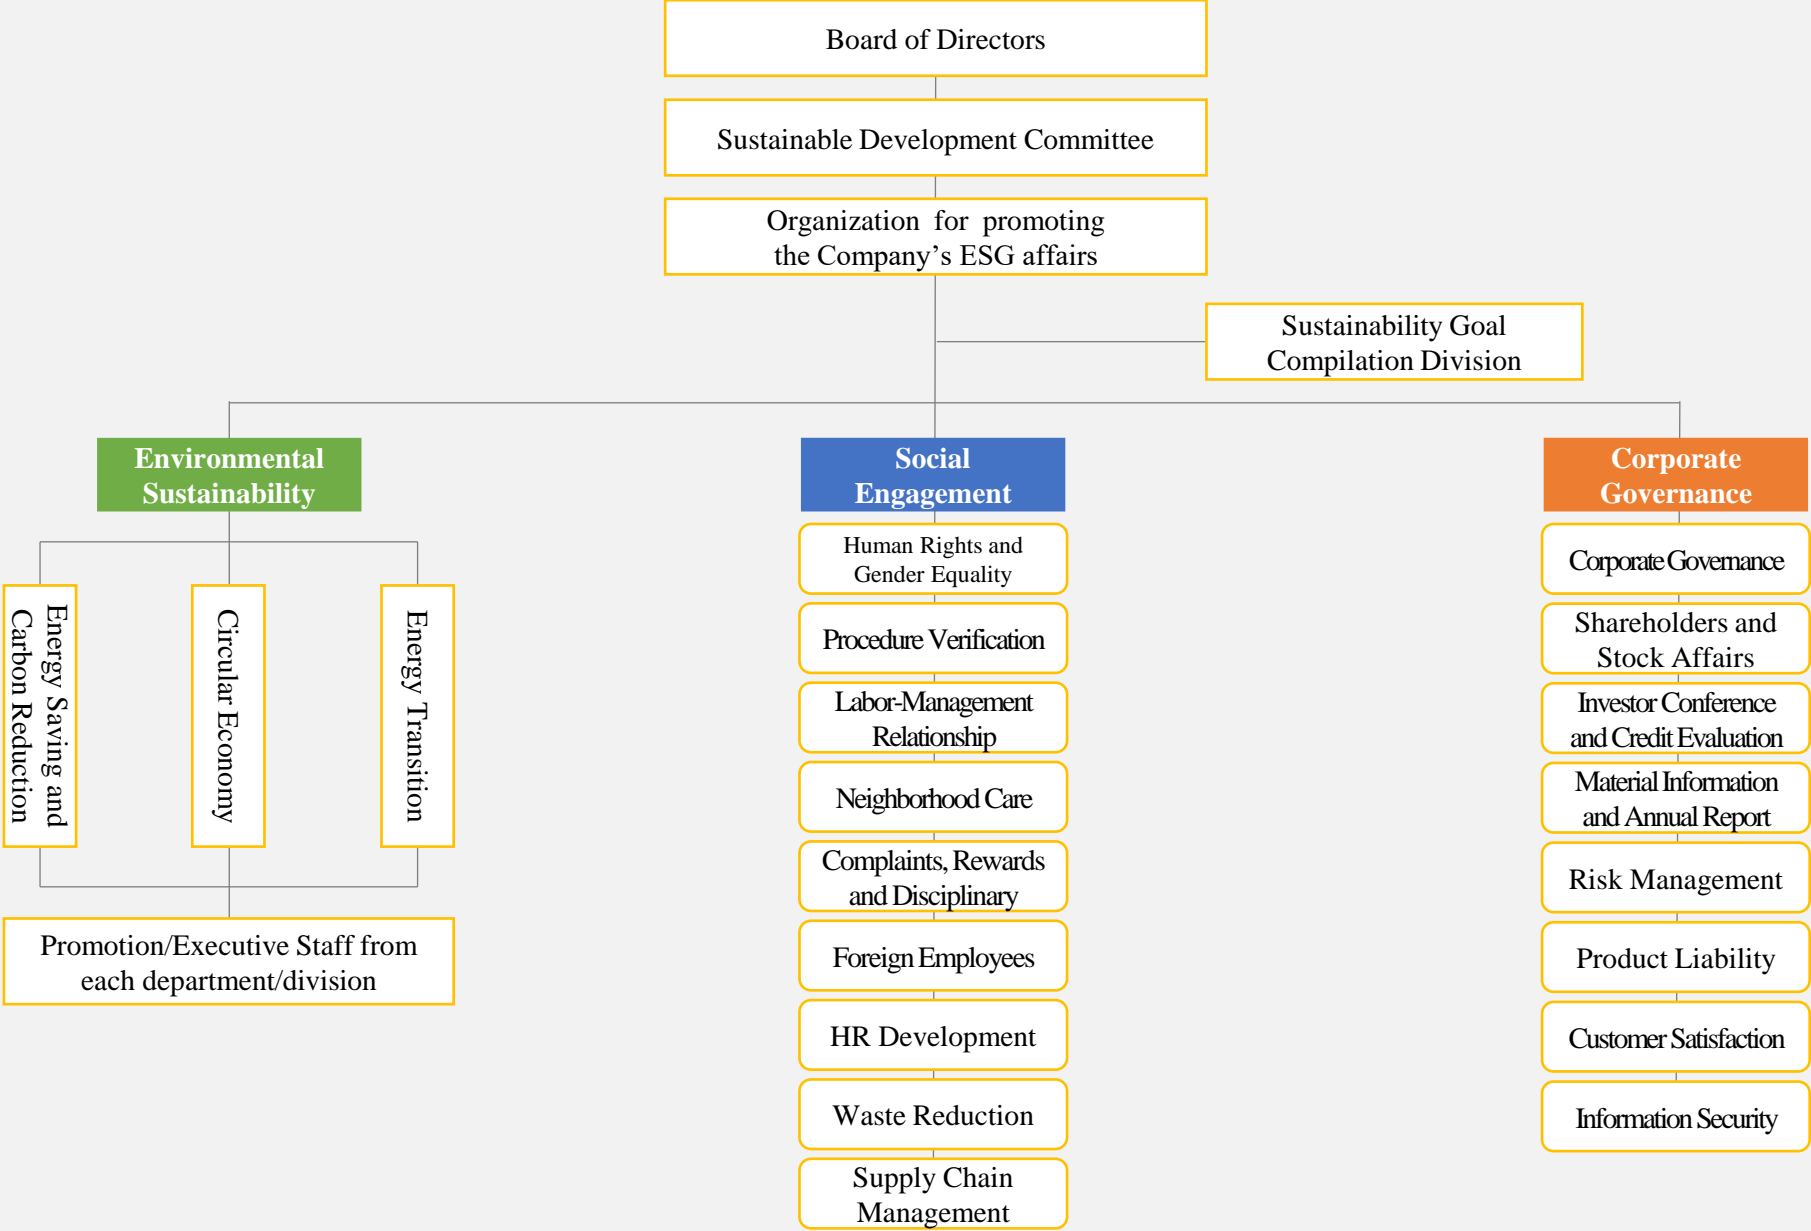 Board of Directors
Sustainable Development Committee
Organization for promoting
the Company’s ESG affairs
Sustainability Goal
Compilation Division
Environmental
Sustainability
Energy Saving and
Carbon Reduction
Circular Economy
Energy Transition
Promotion/Executive Staff from
each department/division
Social
Engagement
Human Rights and
Gender Equality
Procedure Verification
Labor-Management
Relationship
Neighborhood Care
Complaints, Rewards
and Disciplinary
Foreign Employees
HR Development
Waste Reduction
Supply Chain
Management
Corporate
Governance
Corporate Governance
Shareholders and
Stock Affairs
Investor Conference
and Credit Evaluation
Material Information
and Annual Report
Risk Management
Product Liability
Customer Satisfaction
Information Security